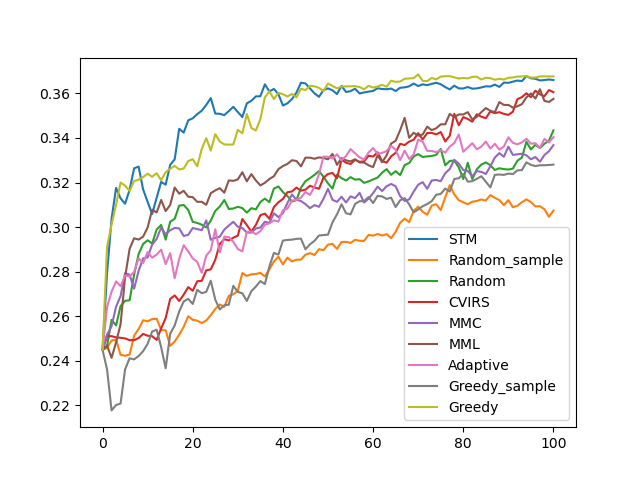 0.36
0.34
0.32
0.30
0.28
0.26
0.24
0.22
0 20 40 60 80 100
STM
Random_sample
Random
CVIRS
MMC
MML
Adaptive
Greedy_sample
Greedy